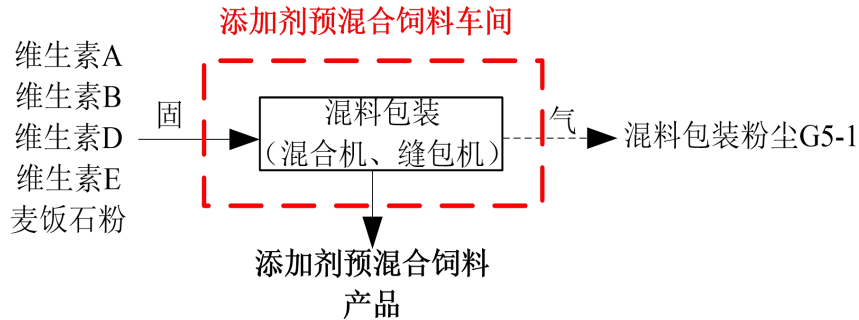 添加剂预混合饲料车间
维生素A
维生素B
维生素D
维生素E
麦饭石粉
固
混料包装
（混合机、缝包机）
气
混料包装粉尘G5-1
添加剂预混合饲料
产品